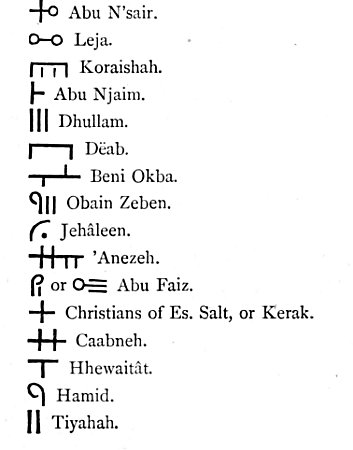 Abu N'sair.
Leja.
Koraishah.
Abu Njaim.
Dhullam.
Dëab.
Beni Okba.
Obain Zeben.
Jehâleen.
'Anezeh.
or Abu Faiz.
Christians of Es. Salt, or Kerak.
Caabneh.
Hhewaitât.
Hamid.
Tiyahah.